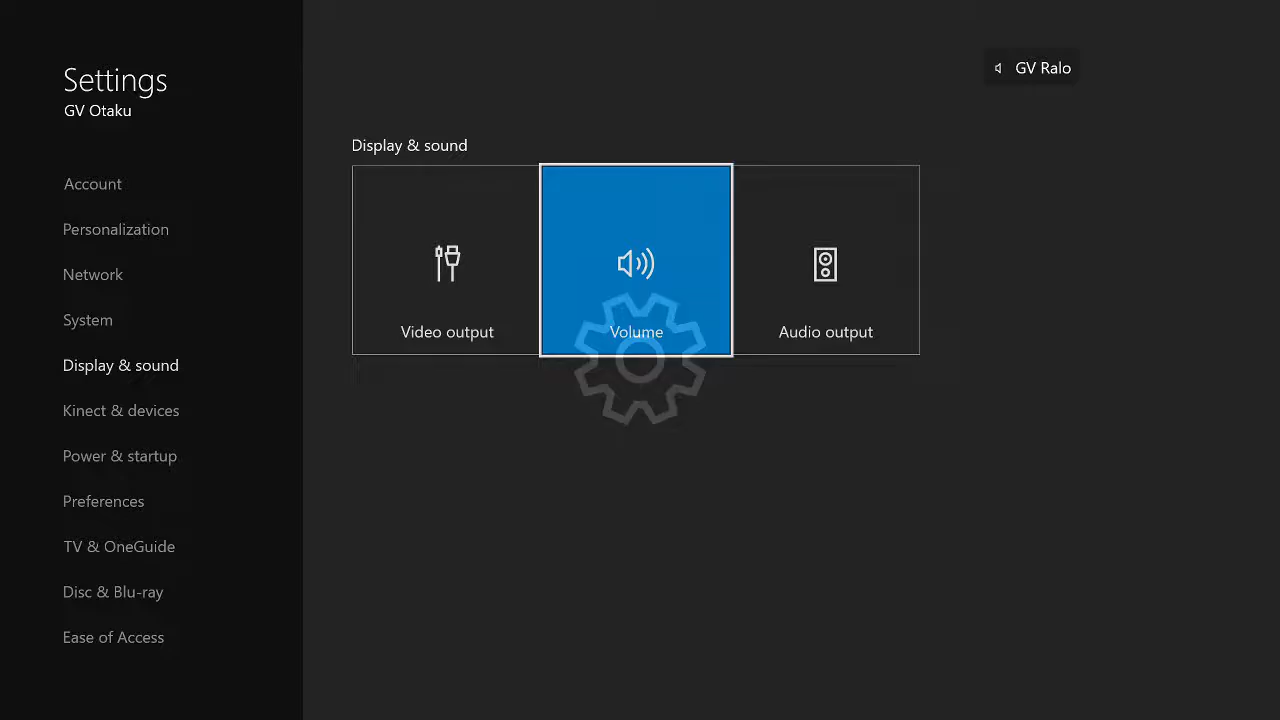 Settings
GV Otaku
Account
Personalization
Network
System
Display & sound
Kinect & devices
Power & startup
Preferences
TV & OneGuide
Disc & Blu-ray
Ease of Access
GV Ralo
Display & sound
Video output
Volume
Audio output